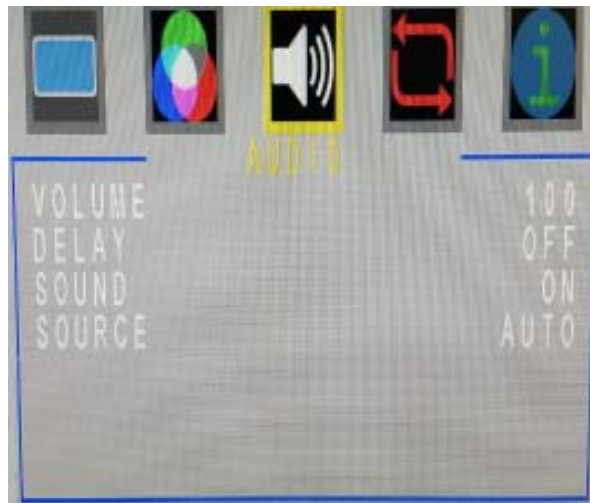 AUDIO
VOLUME 100
DELAY OFF
SOUND ON
SOURCE AUTO